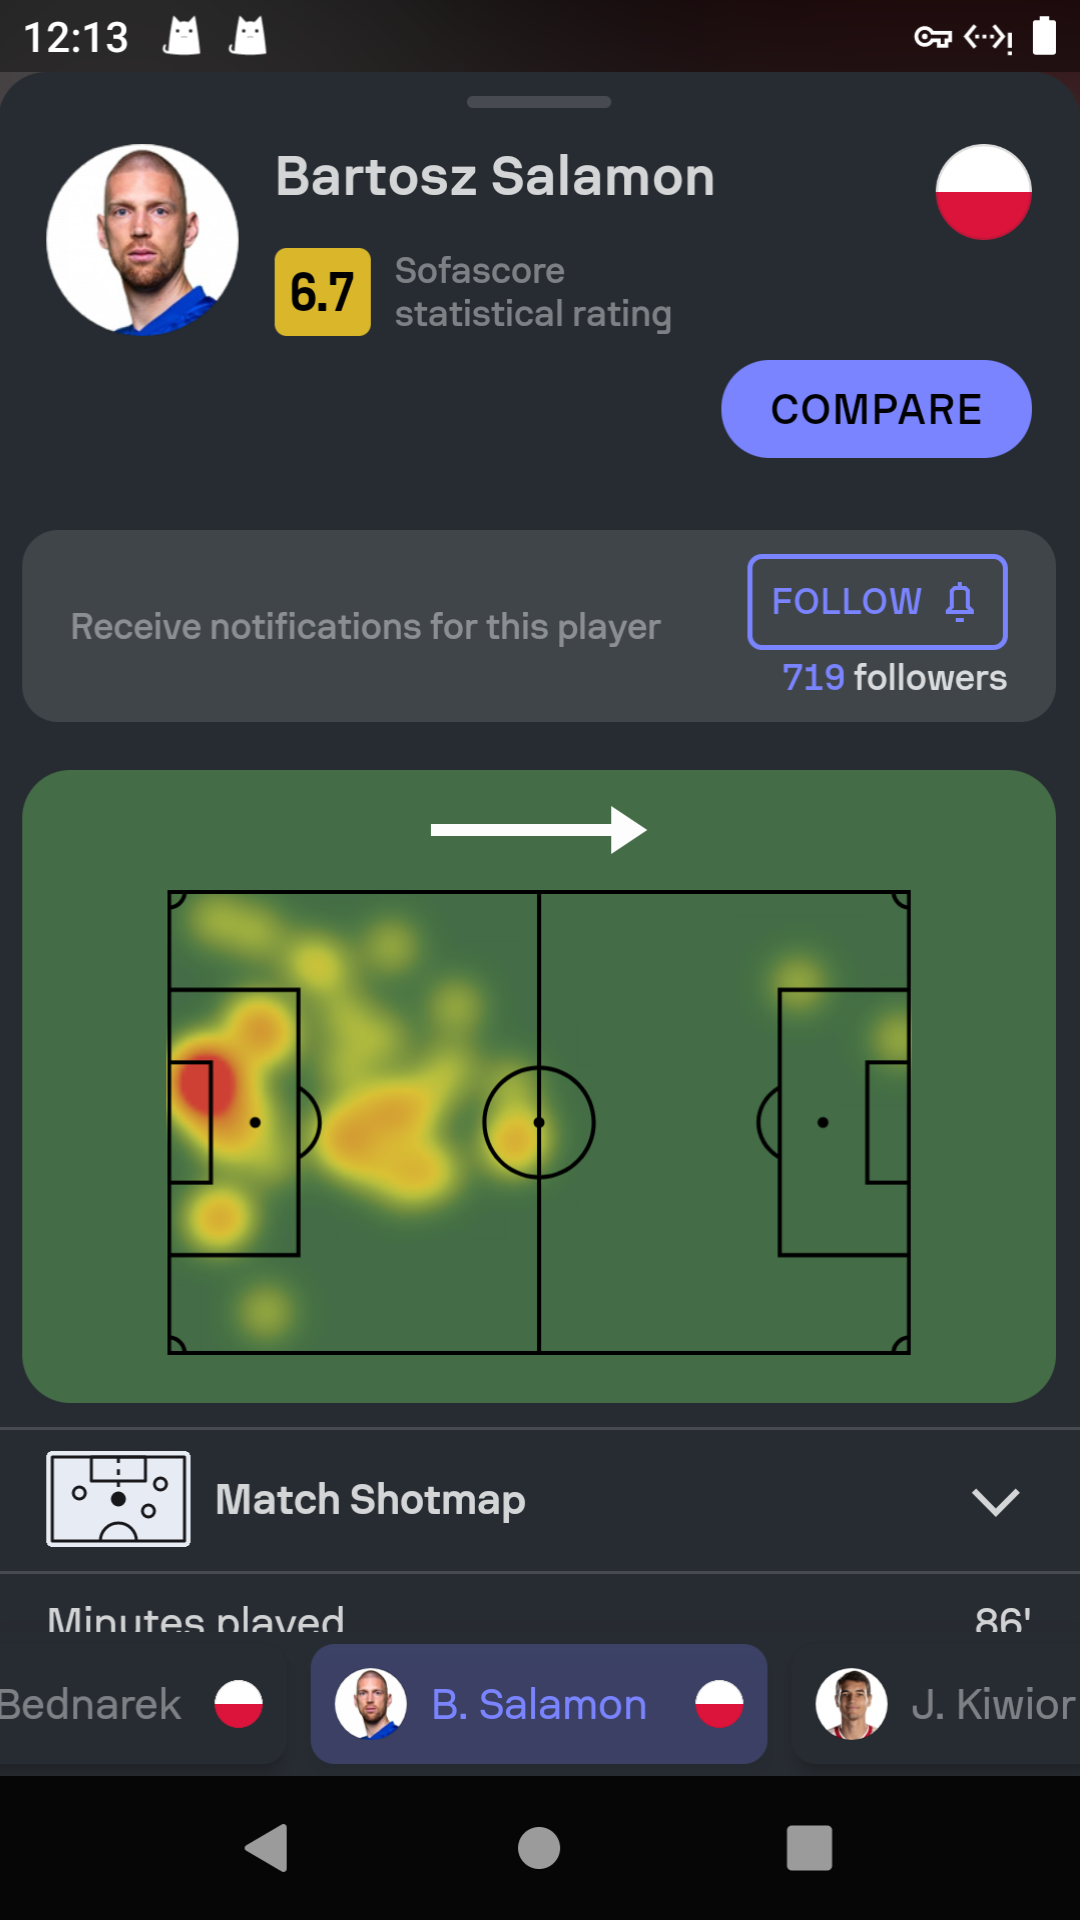 12:13
Bartosz Salamon
6.7
Sofascore
statistical rating
COMPARE
Receive notifications for this player
FOLLOW
719 followers
Match Shotmap
Minutes played
86'
Bednarek
B. Salamon
J. Kiwior